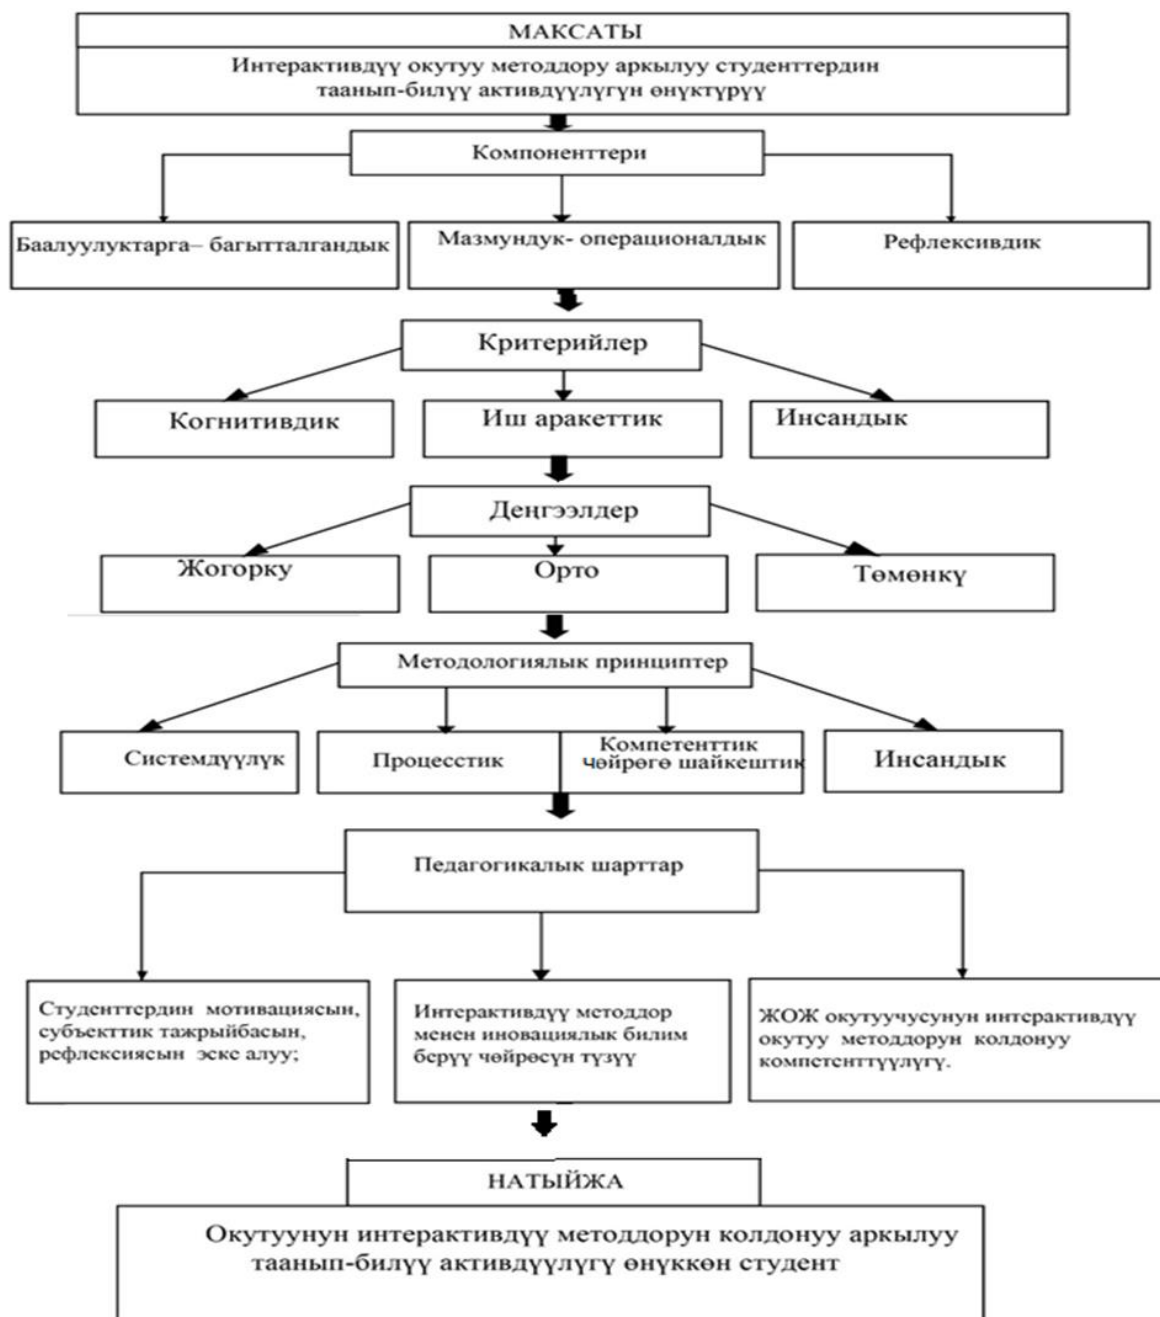 МАКСАТЫ
Интерактивдүү окутуу методдору аркылуу студенттердин
таанып-билүү активдүүлүгүн өнүктүрүү
Компоненттери
Баалуулуктарга– багытталгандык
Мазмундук- операционалдык
Рефлексивдик
Критерийлер
Когнитивдик
Иш аракеттик
Инсандык
Деңгээлдер
Жогорку
Орто
Төмөнкү
Методологиялык принциптер
Системдүүлүк
Процесстик
Компетенттик
чөйрөгө шайкештик
Инсандык
Педагогикалык шарттар
Студенттердин мотивациясын,
субъекттик тажрыйбасын,
рефлексиясын эске алуу;
Интерактивдүү методдор
менен иновациялык билим
берүү чөйрөсүн түзүү
ЖОЖ окутуучусунун интерактивдүү
окутуу методдорун колдонуу
компетенттүүлүгү.
НАТЫЙЖА
Окутуунун интерактивдүү методдорун колдонуу аркылуу
таанып-билүү активдүүлүгү өнүккөн студент